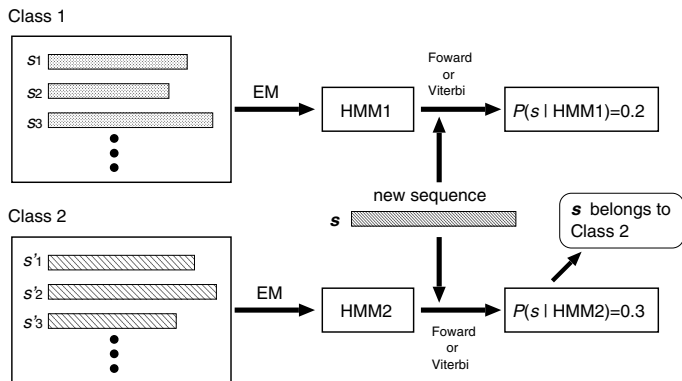 Class 1
s1
s2
s3
EM
HMM1
Foward
or
Viterbi
P(s | HMM1)=0.2
new sequence
s
s belongs to
Class 2
Class 2
s'1
s'2
s'3
EM
HMM2
Foward
or
Viterbi
P(s | HMM2)=0.3